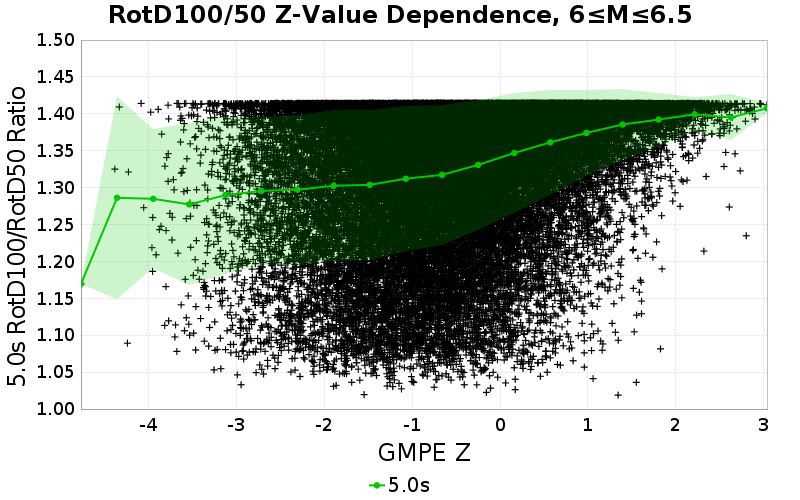 RotD100/50 Z-Value Dependence, 6≤M≤6.5
5.0s RotD100/RotD50 Ratio
1.50
1.45
1.40
1.35
1.30
1.25
1.20
1.15
1.10
1.05
1.00
-4 -3 -2 -1 0 1 2 3
GMPE Z
5.0s